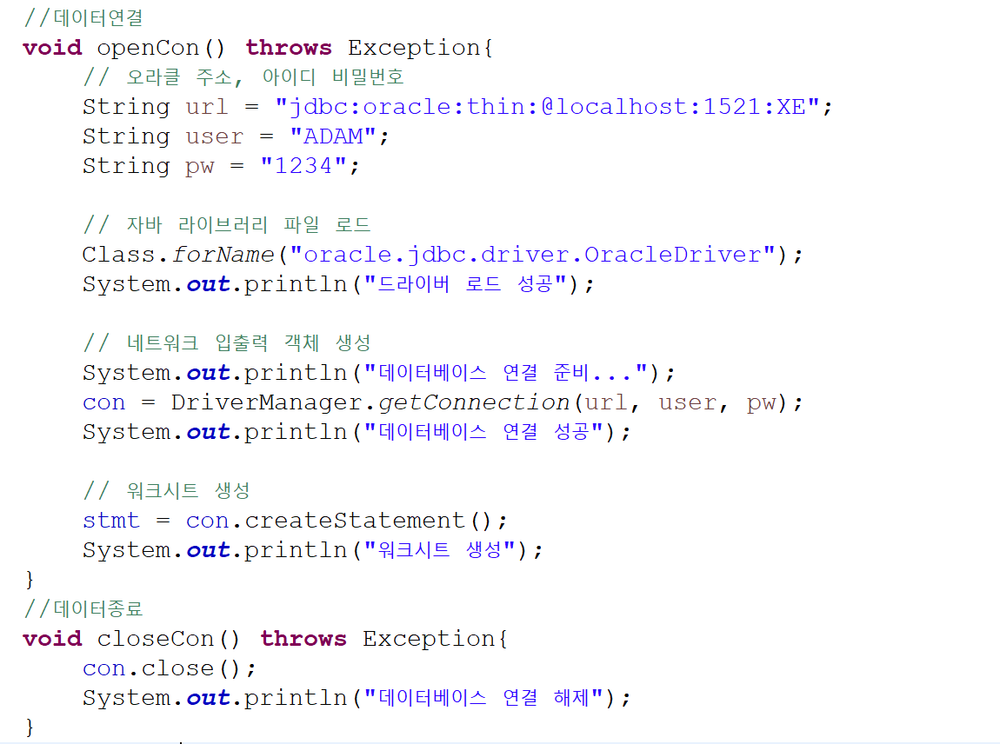 //데이터연결
void openCon() throws Exception{
// 오라클 주소, 아이디 비밀번호
String url = "jdbc:oracle:thin:@localhost:1521:XE";
String user = "ADAM";
String pw = "1234";
// 자바 라이브러리 파일 로드
Class.forName("oracle.jdbc.driver.OracleDriver");
System.out.println("드라이버 로드 성공");
// 네트워크 입출력 객체 생성
System.out.println("데이터베이스 연결 준비...");
con = DriverManager.getConnection(url, user, pw);
System.out.println("데이터베이스 연결 성공");
// 워크시트 생성
stmt = con.createStatement();
System.out.println("워크시트 생성");
}
//데이터종료
void closeCon() throws Exception{
con.close();
System.out.println("데이터베이스 연결 해제");
}